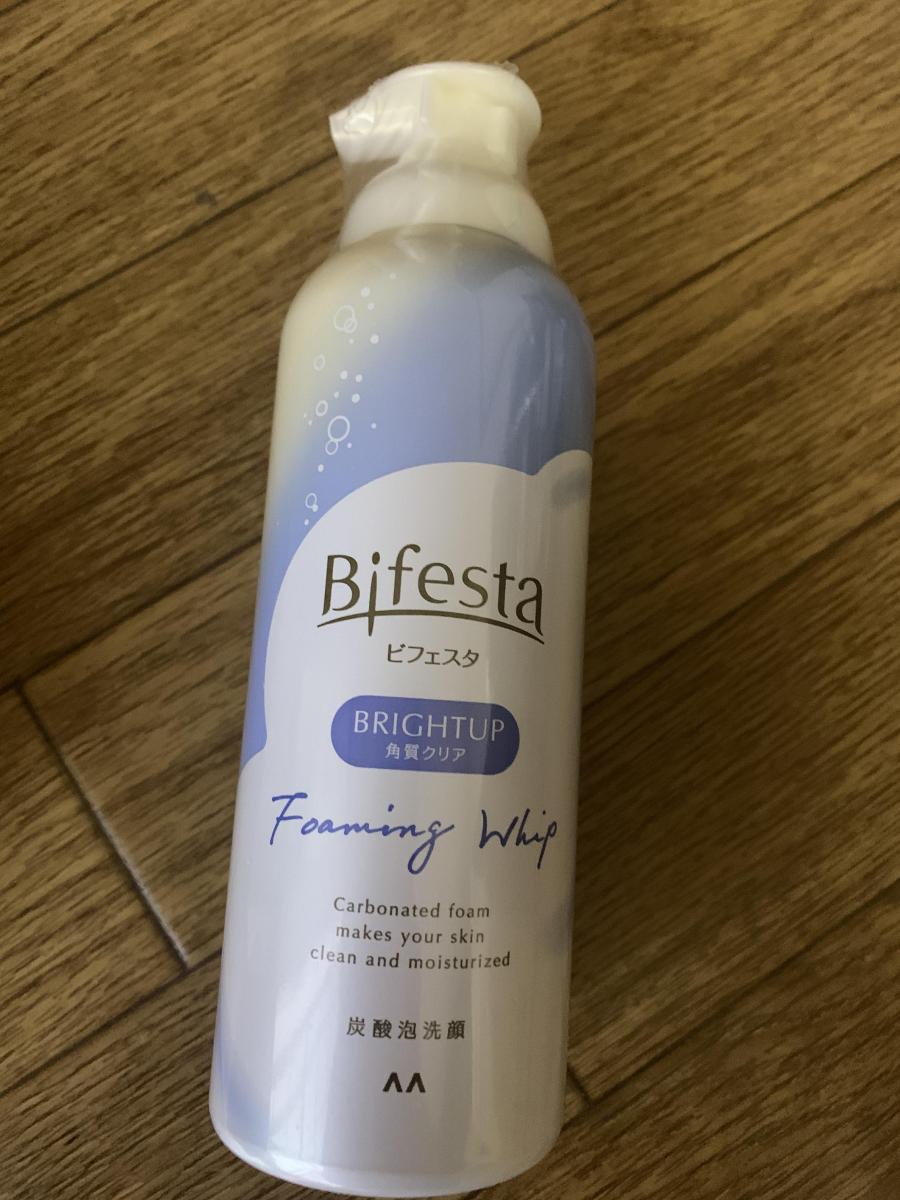 Bifesta
ビフェスタ
BRIGHTUP
角質クリア
Foaming Whip
Carbonated foam
makes your skin
clean and moisturized
炭酸泡洗顔